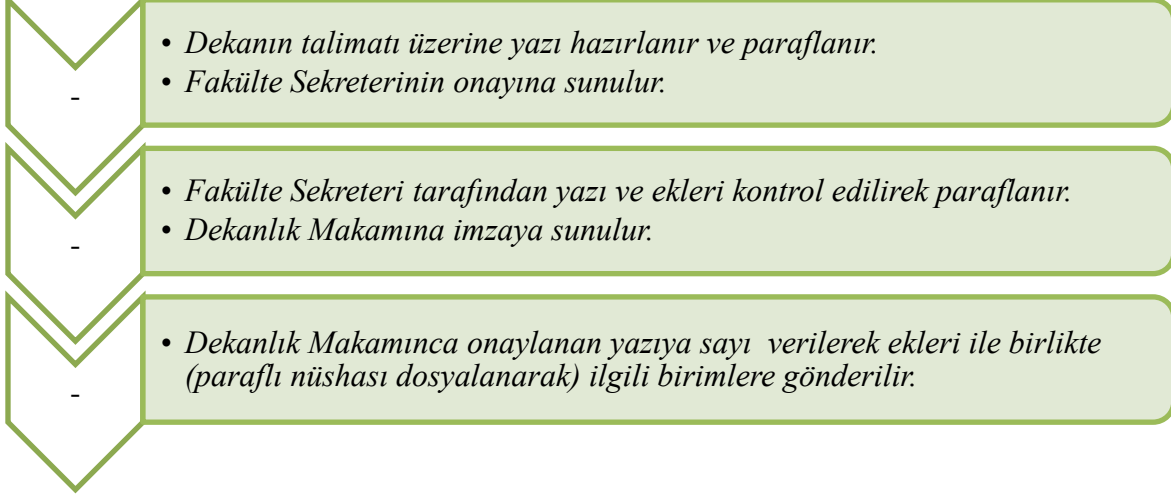 -
• Dekanın talimatı üzerine yazı hazırlanır ve paraflanır.
• Fakülte Sekreterinin onayına sunulur.
-
• Fakülte Sekreteri tarafından yazı ve ekleri kontrol edilirek paraflanır.
• Dekanlık Makamına imzaya sunulur.
-
• Dekanlık Makamınca onaylanan yazıya sayı  verilerek ekleri ile birlikte
(paraflı nüshası dosyalanarak) ilgili birimlere gönderilir.